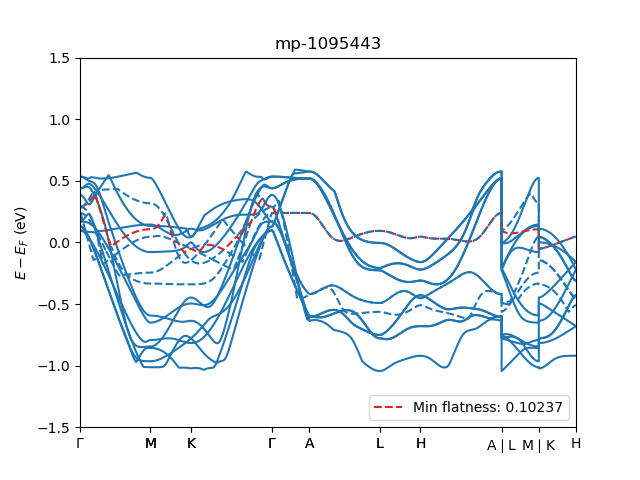 mp-1095443
1.5
1.0
0.5
0.0
−0.5
−1.0
−1.5
E − E_F (eV)
Min flatness: 0.10237
Γ M K Γ A L H A | L M | K H